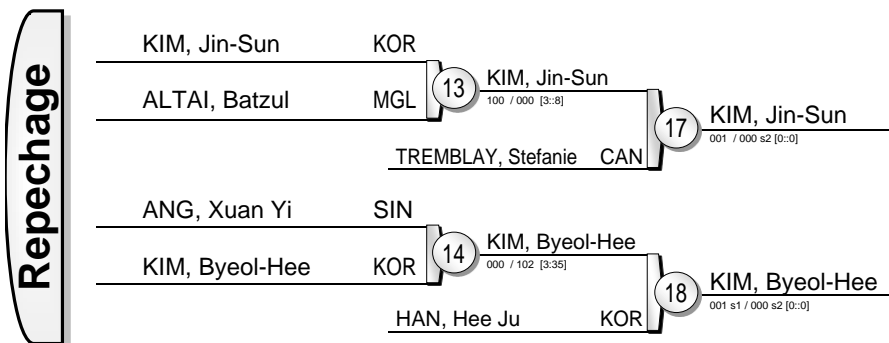 Repechage
KIM, Jin-Sun KOR
ALTAI, Batzul MGL
13
KIM, Jin-Sun
100 / 000 [3::8]
TREMBLAY, Stefanie CAN
17
KIM, Jin-Sun
001 / 000 s2 [0::0]
ANG, Xuan Yi SIN
KIM, Byeol-Hee KOR
14
KIM, Byeol-Hee
000 / 102 [3:35]
HAN, Hee Ju KOR
18
KIM, Byeol-Hee
001 s1 / 000 s2 [0::0]